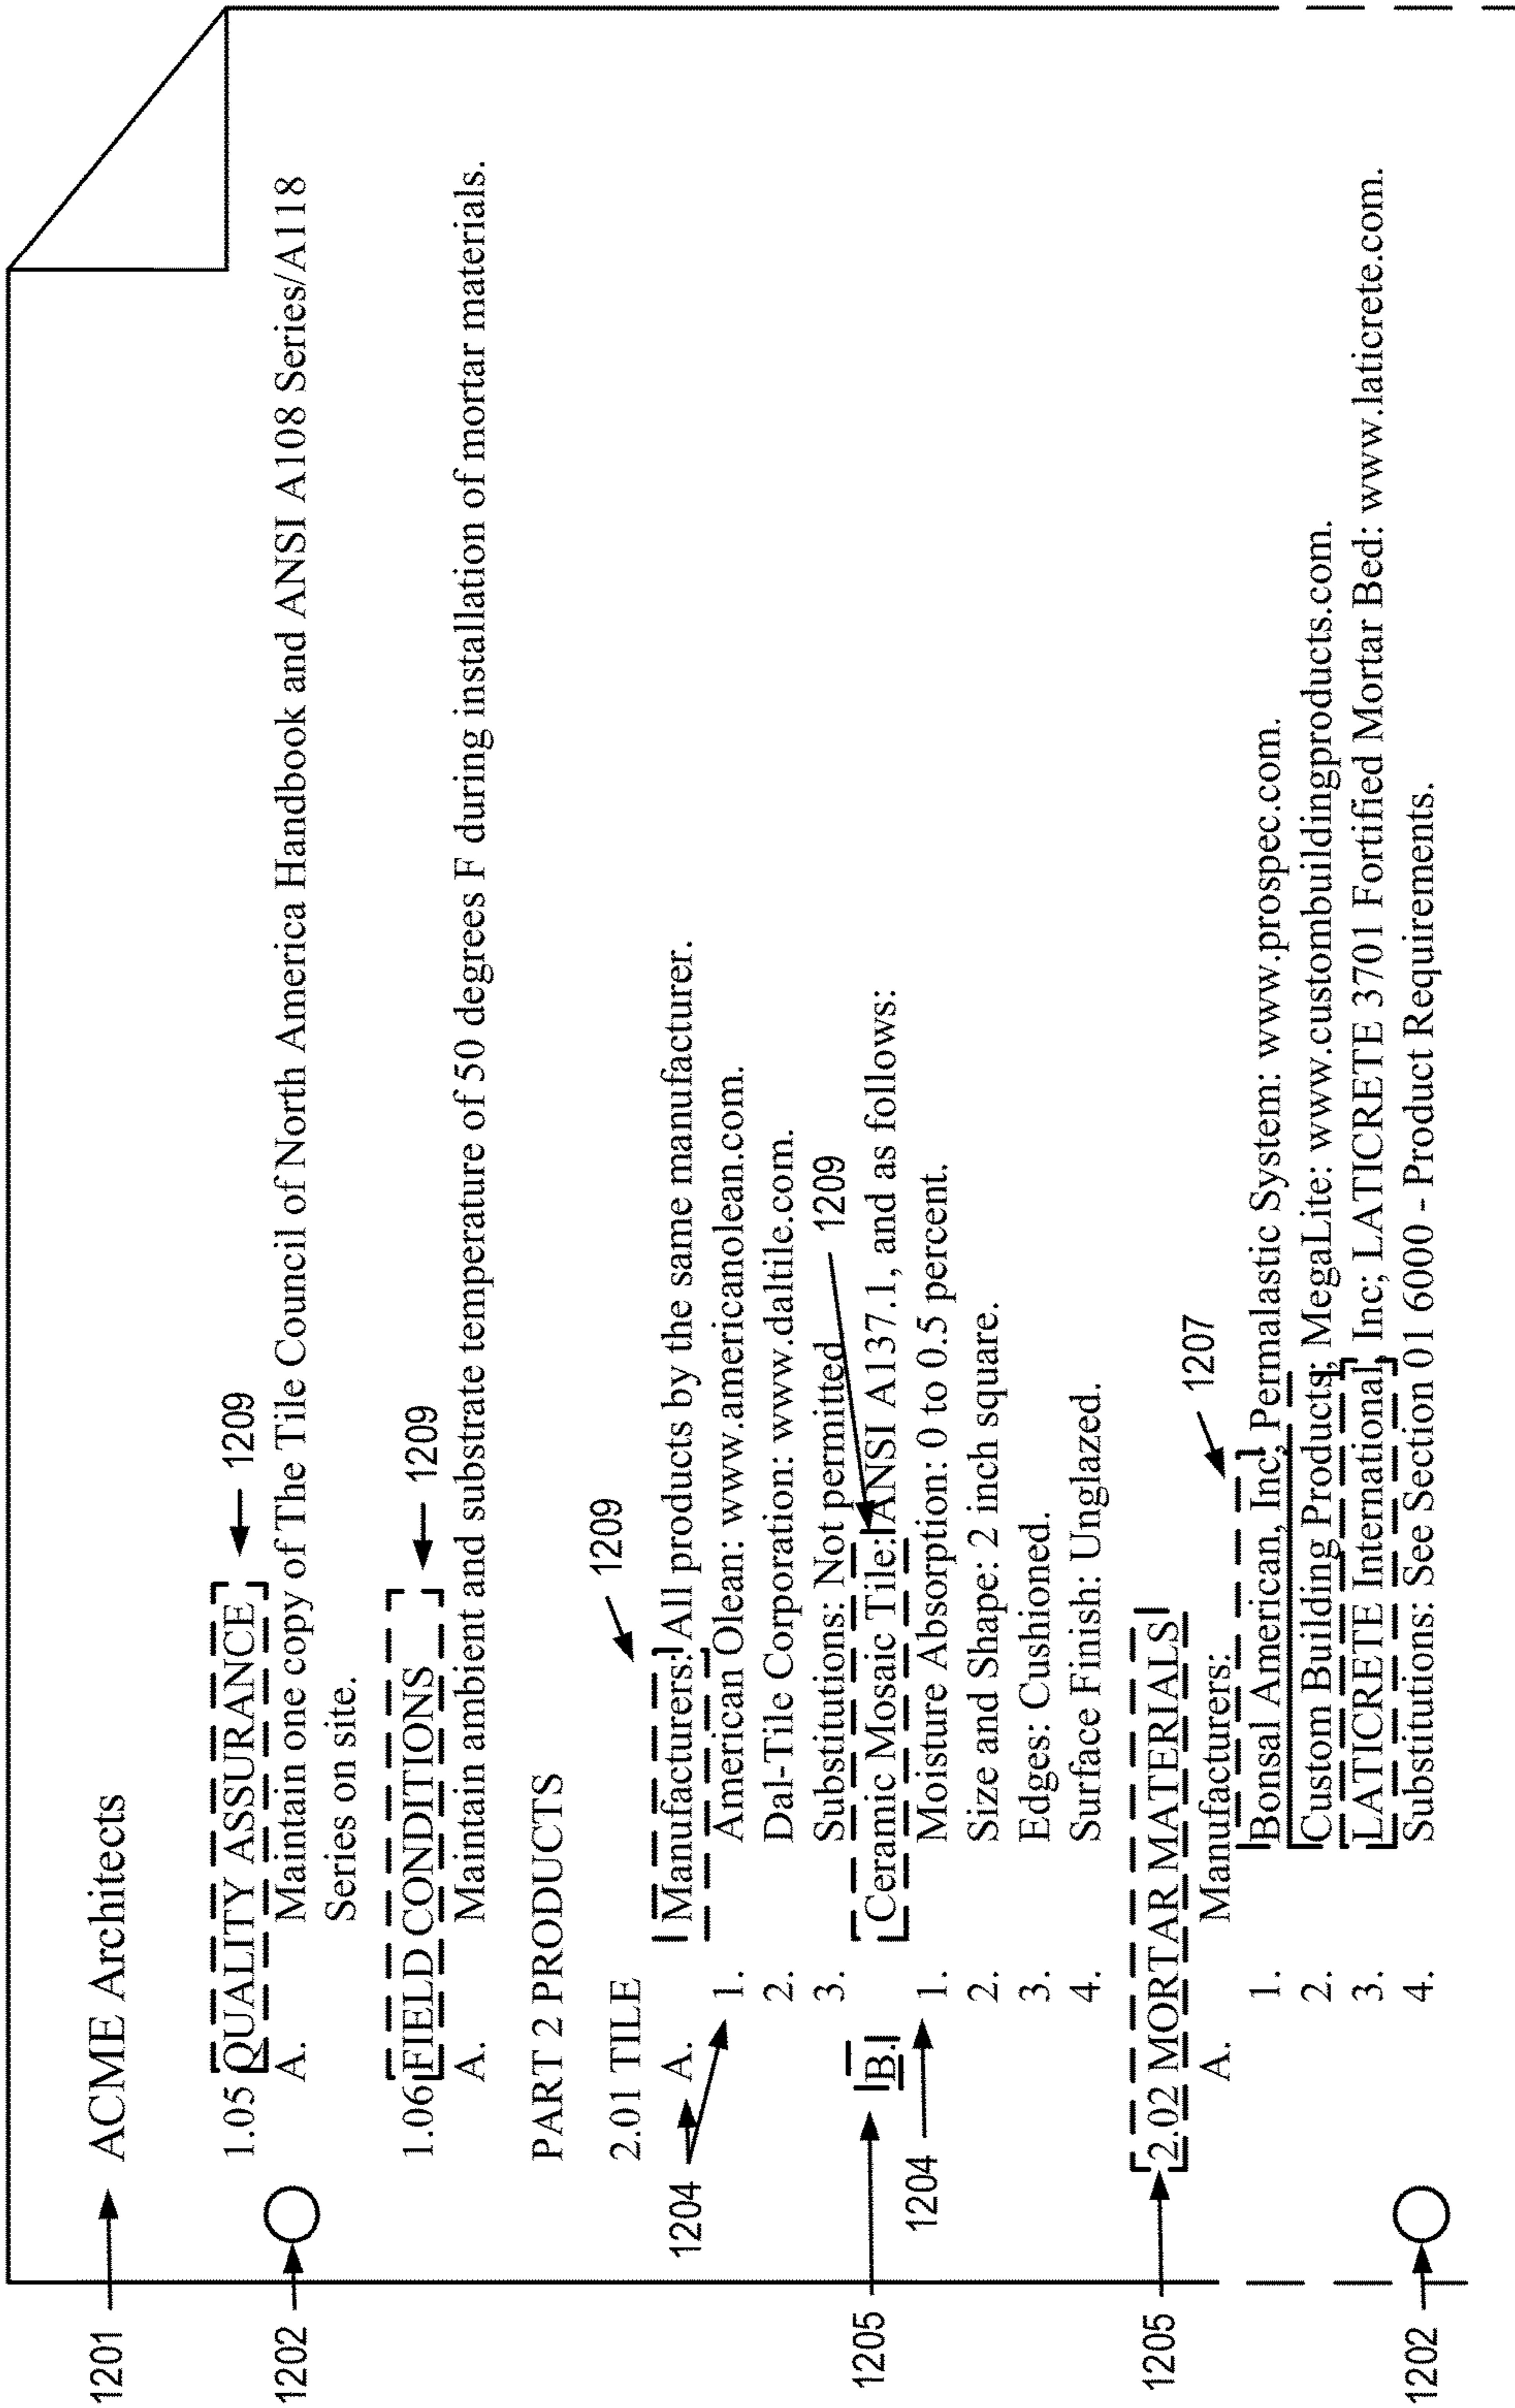 1201
ACME Architects
1.05 QUALITY ASSURANCE
1209
1202
A. Maintain one copy of The Tile Council of North America Handbook and ANSI A108 Series/A118
Series on site.
1.06 FIELD CONDITIONS
1209
A. Maintain ambient and substrate temperature of 50 degrees F during installation of mortar materials.
PART 2 PRODUCTS
2.01 TILE
1209
1204
A. Manufacturers: All products by the same manufacturer.
1. American Olean: www.americanolean.com.
2. Dal-Tile Corporation: www.daltile.com.
3. Substitutions: Not permitted
1209
1205
B. Ceramic Mosaic Tile: ANSI A137.1, and as follows:
1204
1. Moisture Absorption: 0 to 0.5 percent.
2. Size and Shape: 2 inch square.
3. Edges: Cushioned.
4. Surface Finish: Unglazed.
1205
2.02 MORTAR MATERIALS
1207
A. Manufacturers:
1. Bonsal American, Inc; Permalastic System: www.prospec.com.
2. Custom Building Products; MegaLite: www.custombuildingproducts.com.
3. LATICRETE International, Inc; LATICRETE 3701 Fortified Mortar Bed: www.laticrete.com.
1202
4. Substitutions: See Section 01 6000 - Product Requirements.